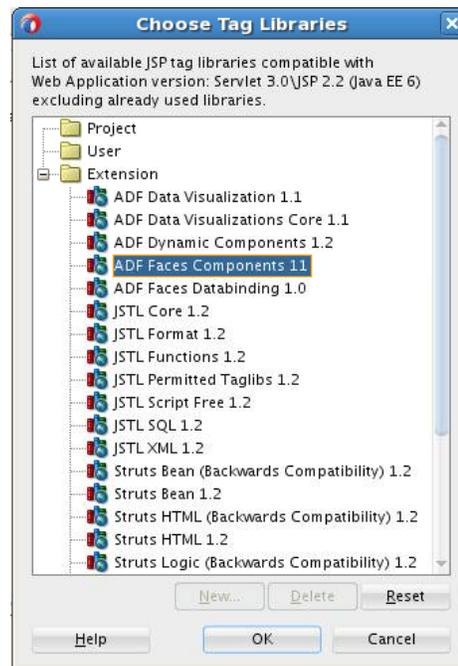 Choose Tag Libraries
List of available JSP tag libraries compatible with
Web Application version: Servlet 3.0\JSP 2.2 (Java EE 6)
excluding already used libraries.
Project
User
Extension
ADF Data Visualization 1.1
ADF Data Visualizations Core 1.1
ADF Dynamic Components 1.2
ADF Faces Components 11
ADF Faces Databinding 1.0
JSTL Core 1.2
JSTL Format 1.2
JSTL Functions 1.2
JSTL Permitted Taglibs 1.2
JSTL Script Free 1.2
JSTL SQL 1.2
JSTL XML 1.2
Struts Bean (Backwards Compatibility) 1.2
Struts Bean 1.2
Struts HTML (Backwards Compatibility) 1.2
Struts HTML 1.2
Struts Logic (Backwards Compatibility) 1.2
New... Delete Reset
Help OK Cancel